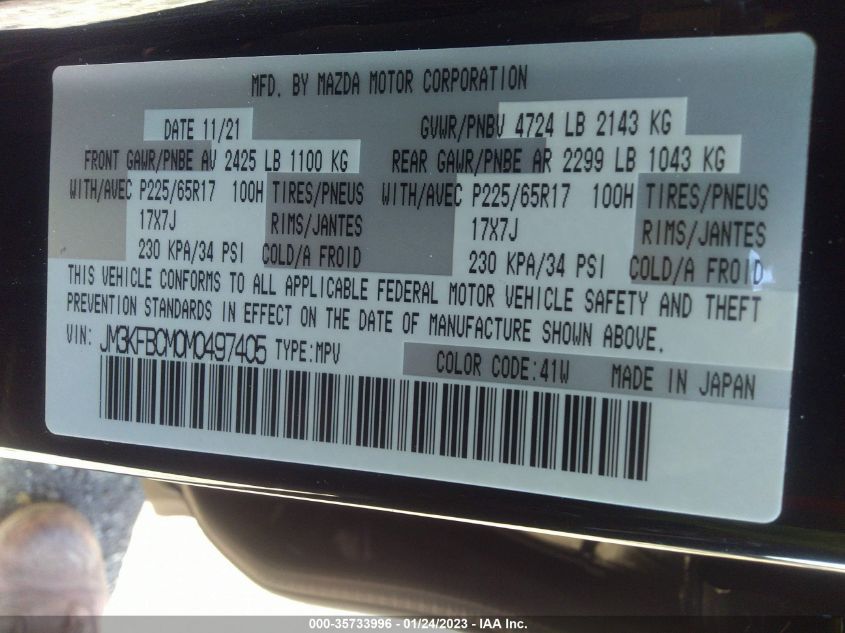 MFD. BY MAZDA MOTOR CORPORATION
DATE 11/21 GVWR/PNBV 4724 LB 2143 KG
FRONT GAWR/PNBE AV 2425 LB 1100 KG REAR GAWR/PNBE AR 2299 LB 1043 KG
WITH/AVEC P225/65R17 100H TIRES/PNEUS WITH/AVEC P225/65R17 100H TIRES/PNEUS
17X7J RIMS/JANTES 17X7J RIMS/JANTES
230 KPA/34 PSI COLD/A FROID 230 KPA/34 PSI COLD/A FROID
THIS VEHICLE CONFORMS TO ALL APPLICABLE FEDERAL MOTOR VEHICLE SAFETY AND THEFT
PREVENTION STANDARDS IN EFFECT ON THE DATE OF MANUFACTURE SHOWN ABOVE.
VIN: JM3KFBCM0M0497405 TYPE:MPV
COLOR CODE:41W MADE IN JAPAN
000-35733996 - 01/24/2023 - IAA Inc.